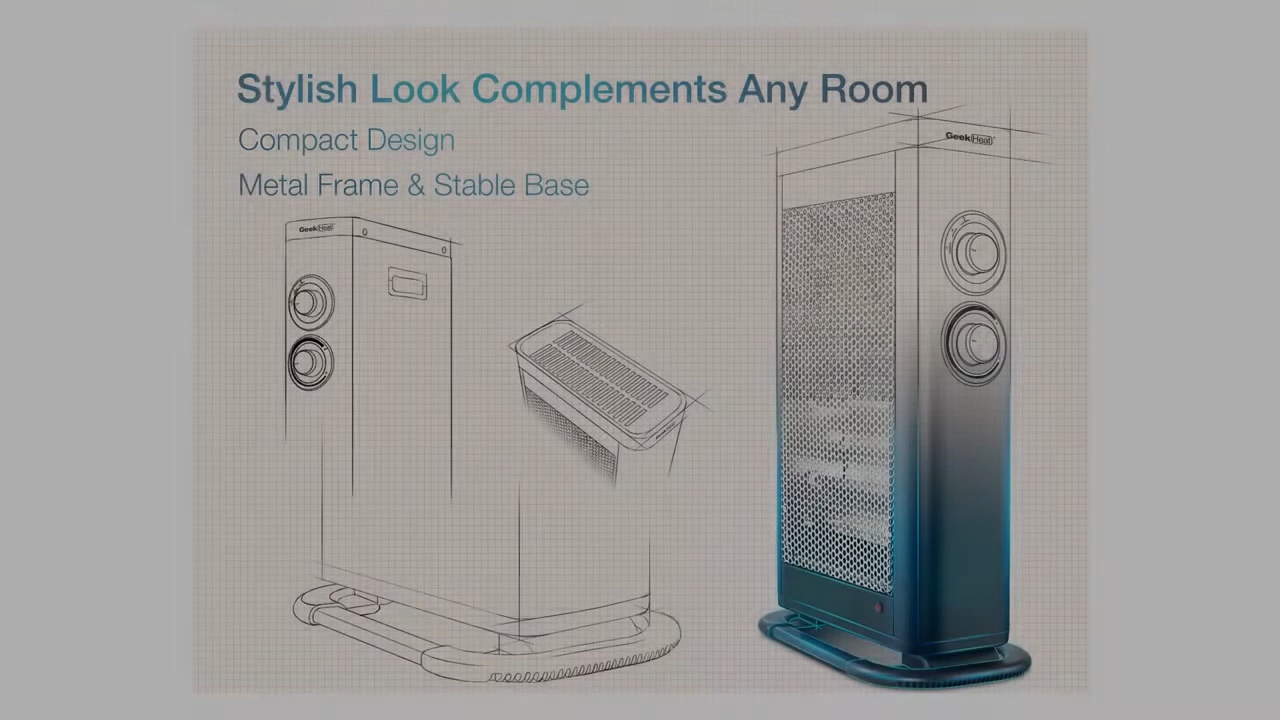 Stylish Look Complements Any Room
Compact Design
Metal Frame & Stable Base
GeekHeat
GeekHeat